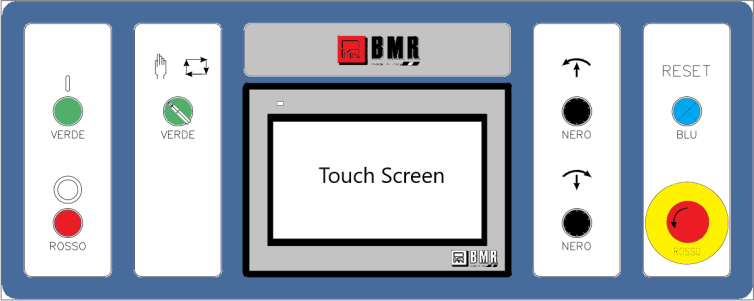 VERDE
ROSSO
VERDE
BMR
Touch Screen
BMR
NERO
NERO
RESET
BLU
ROSSO